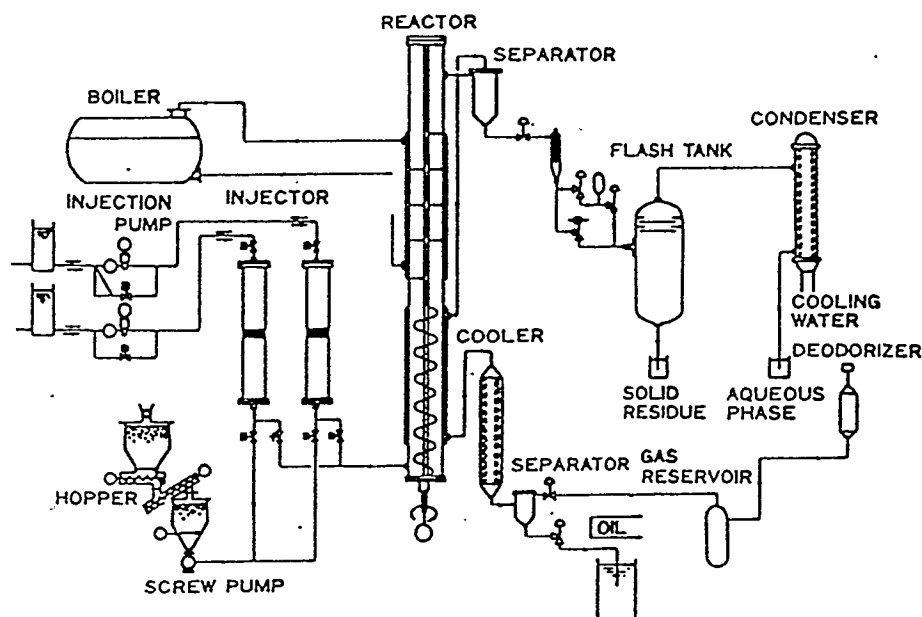 REACTOR
SEPARATOR
BOILER
CONDENSER
FLASH TANK
INJECTION
PUMP
INJECTOR
COOLING
WATER
COOLER
DEODORIZER
SOLID
RESIDUE
AQUEOUS
PHASE
SEPARATOR
GAS
RESERVOIR
HOPPER
OIL
SCREW PUMP